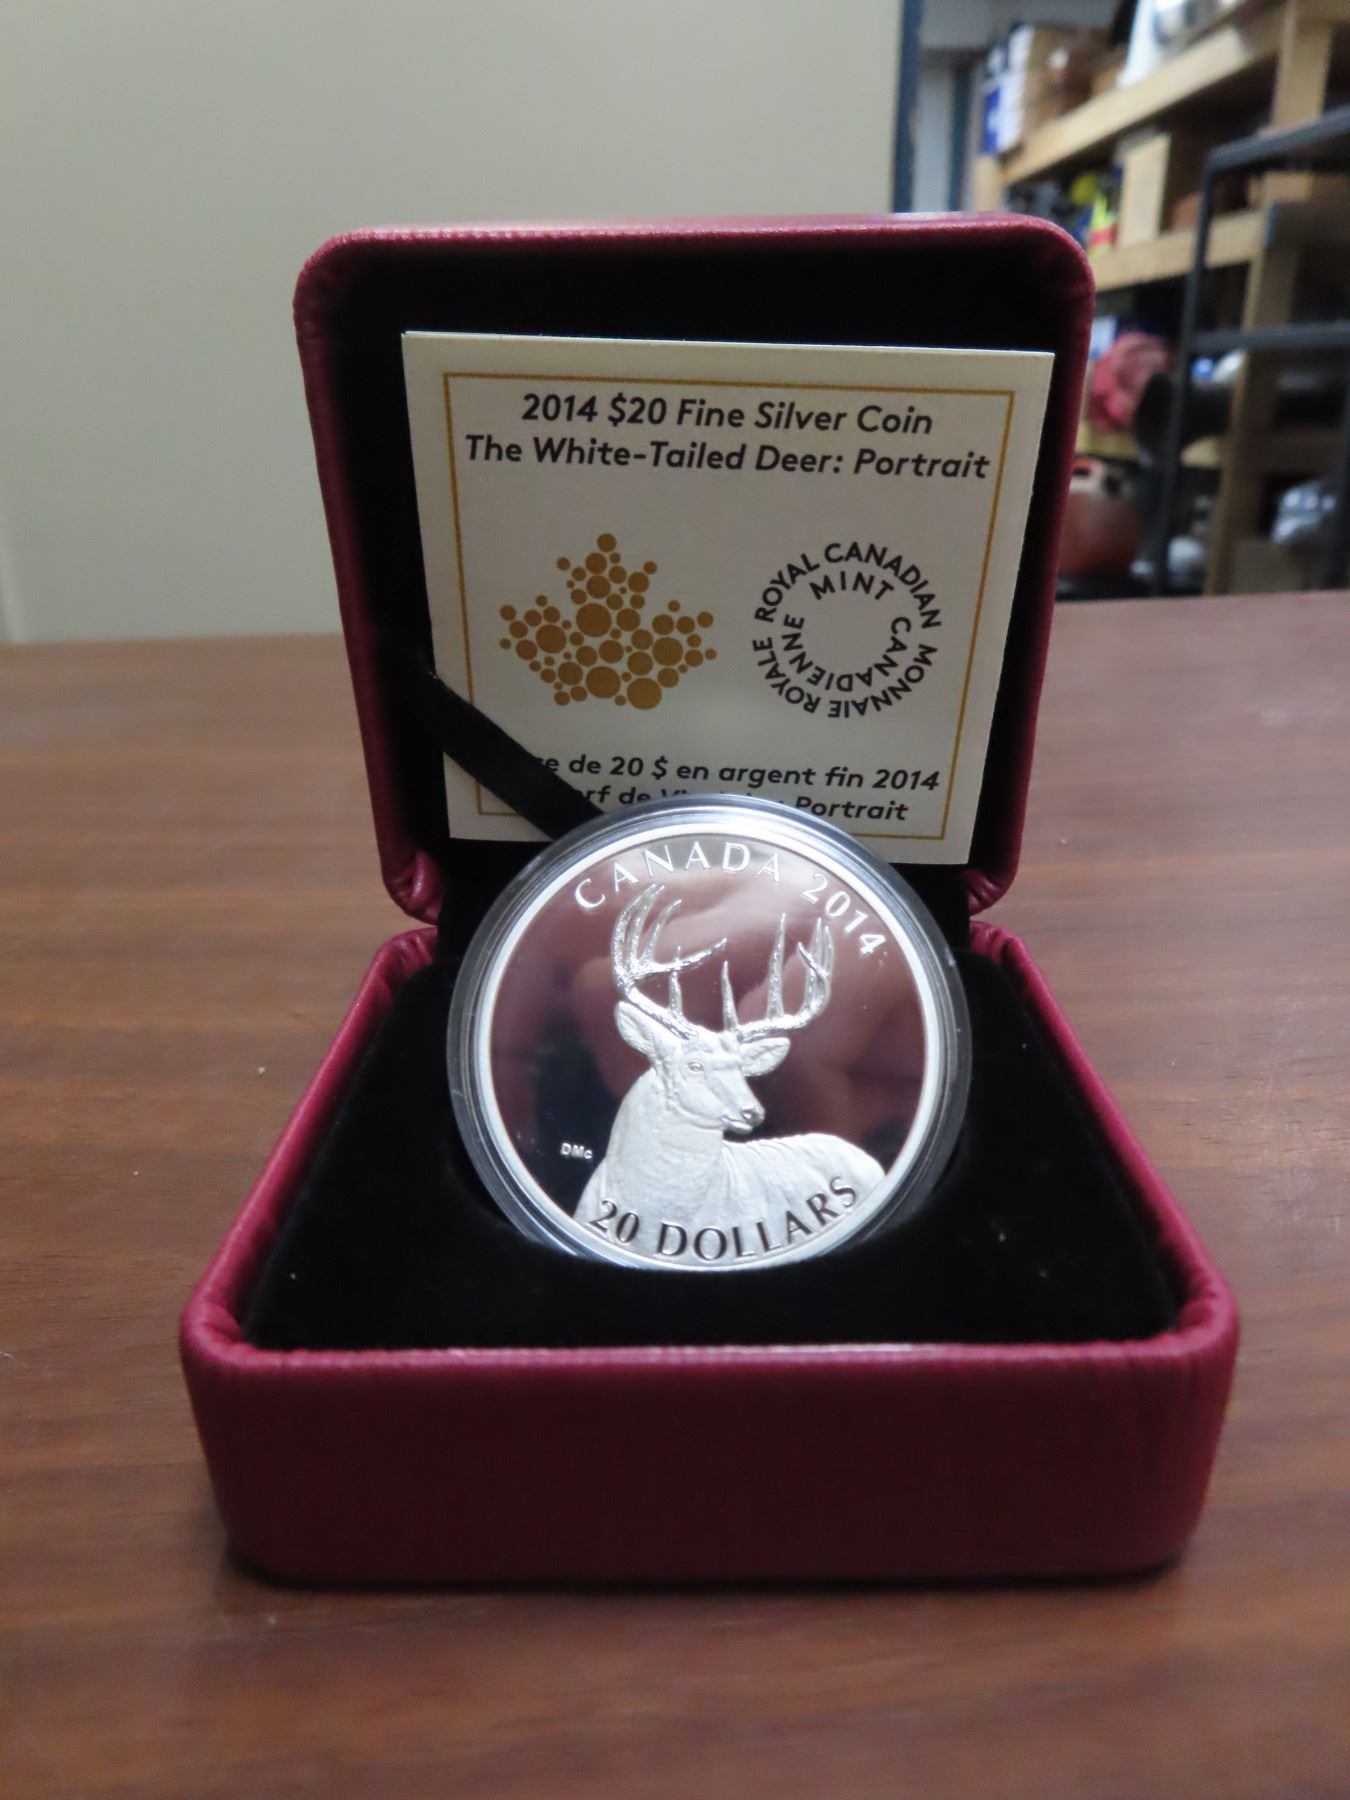 2014 $20 Fine Silver Coin
The White-Tailed Deer: Portrait
ROYAL CANADIAN MINT
MONNAIE ROYALE CANADIENNE
de 20 $ en argent fin 2014
de Portrait
CANADA 2014
DMc
20 DOLLARS